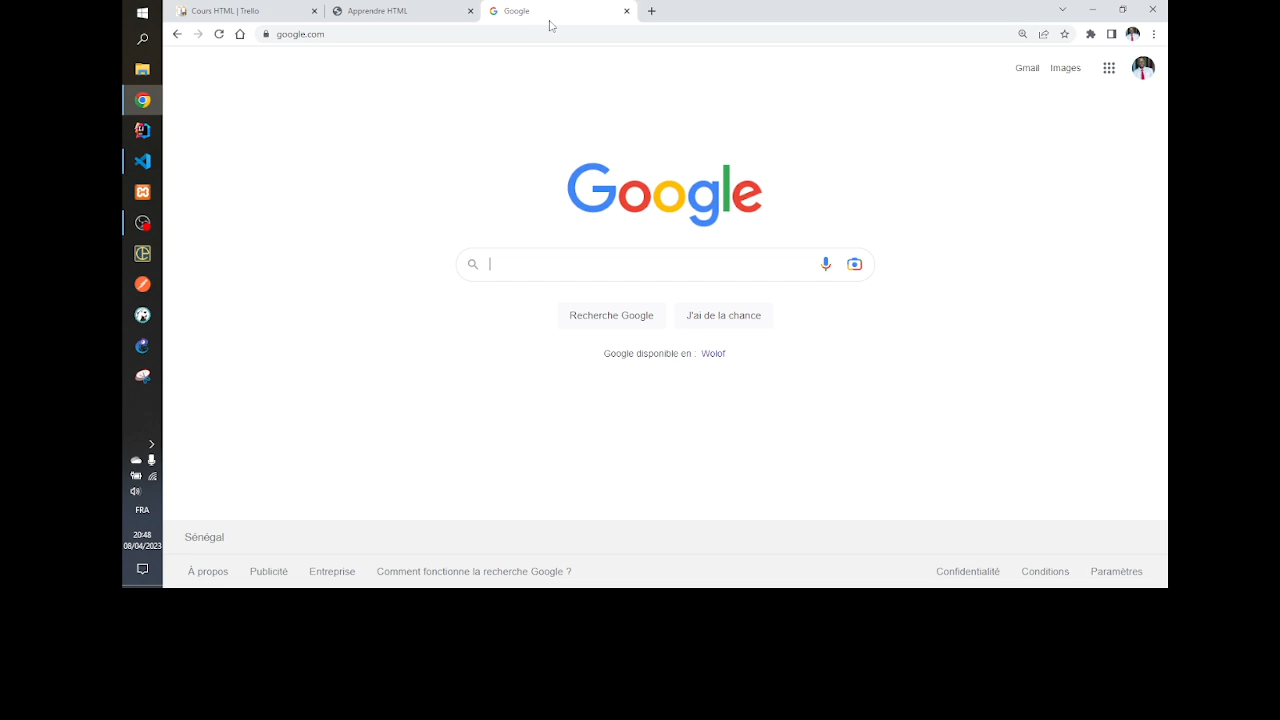 Cours HTML | Trello
Apprendre HTML
Google
google.com
Gmail Images
Google
Recherche Google
J'ai de la chance
Google disponible en : Wolof
FRA
20:48
08/04/2023
Sénégal
À propos Publicité Entreprise Comment fonctionne la recherche Google ?
Confidentialité Conditions Paramètres